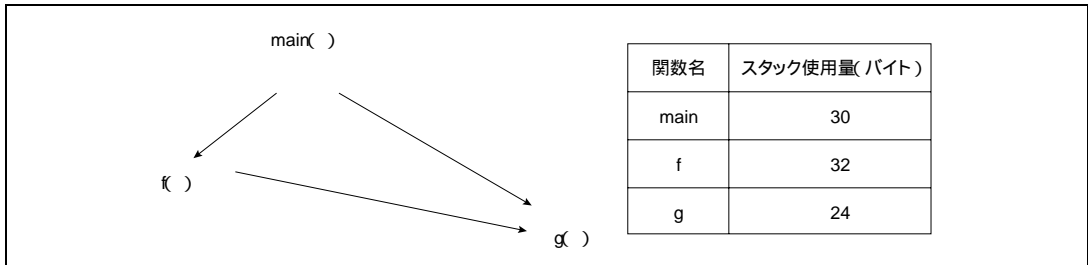 main( )
f( )
g( )
関数名 スタック使用量(バイト)
main 30
f 32
g 24